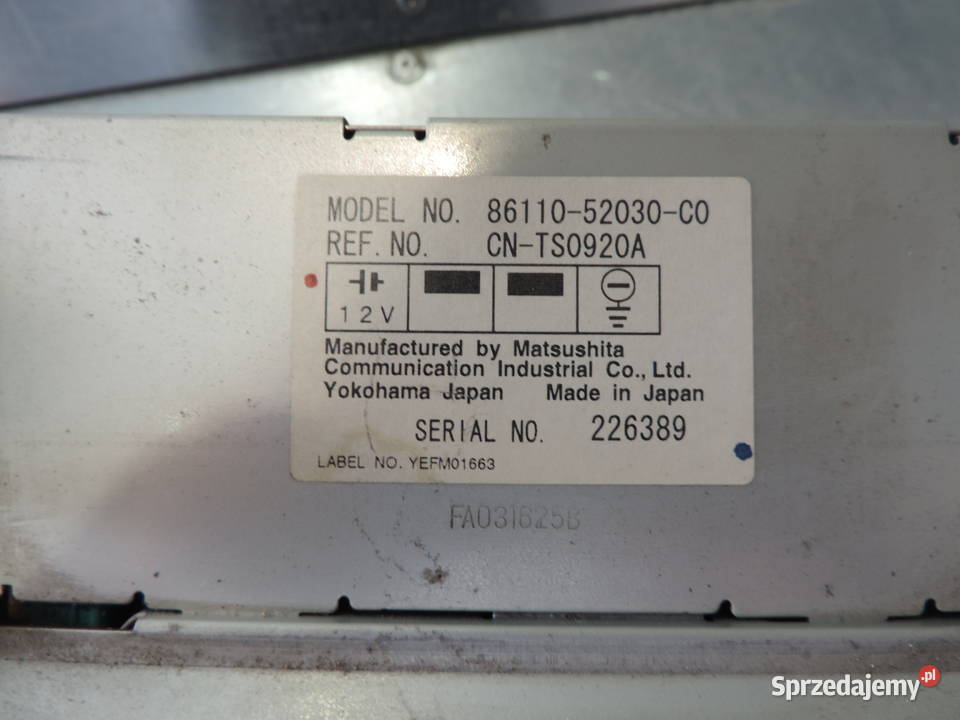 MODEL NO. 86110-52030-C0
REF. NO. CN-TS0920A
12V
Manufactured by Matsushita
Communication Industrial Co., Ltd.
Yokohama Japan Made in Japan
SERIAL NO. 226389
LABEL NO. YEFM01663
FA031625B
Sprzedajemy.pl